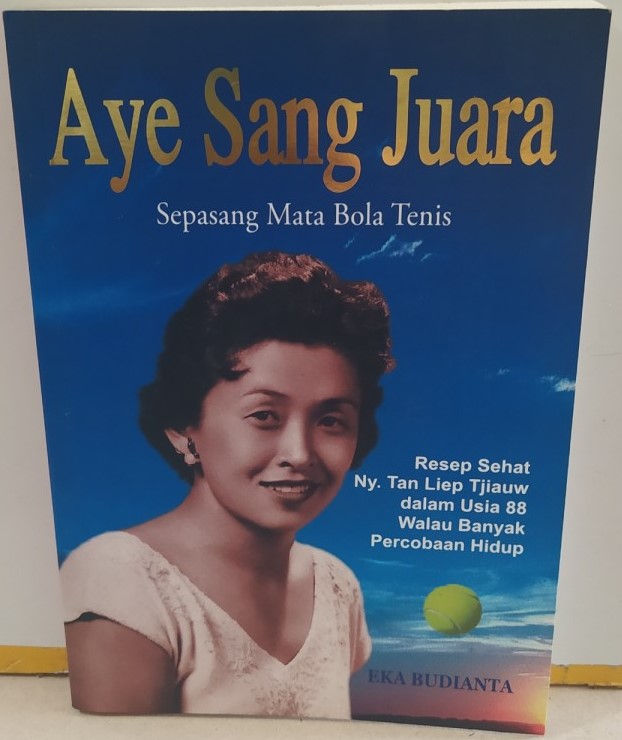 Aye Sang Juara
Sepasang Mata Bola Tenis
Resep Sehat
Ny. Tan Liep Tjiauw
dalam Usia 88
Walau Banyak
Percobaan Hidup
EKA BUDIANTA